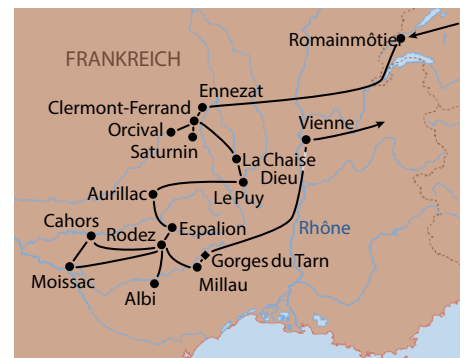 Romainmôtier
FRANKREICH
Ennezat
Clermont-Ferrand
Orcival
Saturnin
Vienne
La Chaise
Dieu
Le Puy
Aurillac
Cahors
Rodez
Espalion
Rhône
Gorges du Tarn
Moissac
Albi
Millau